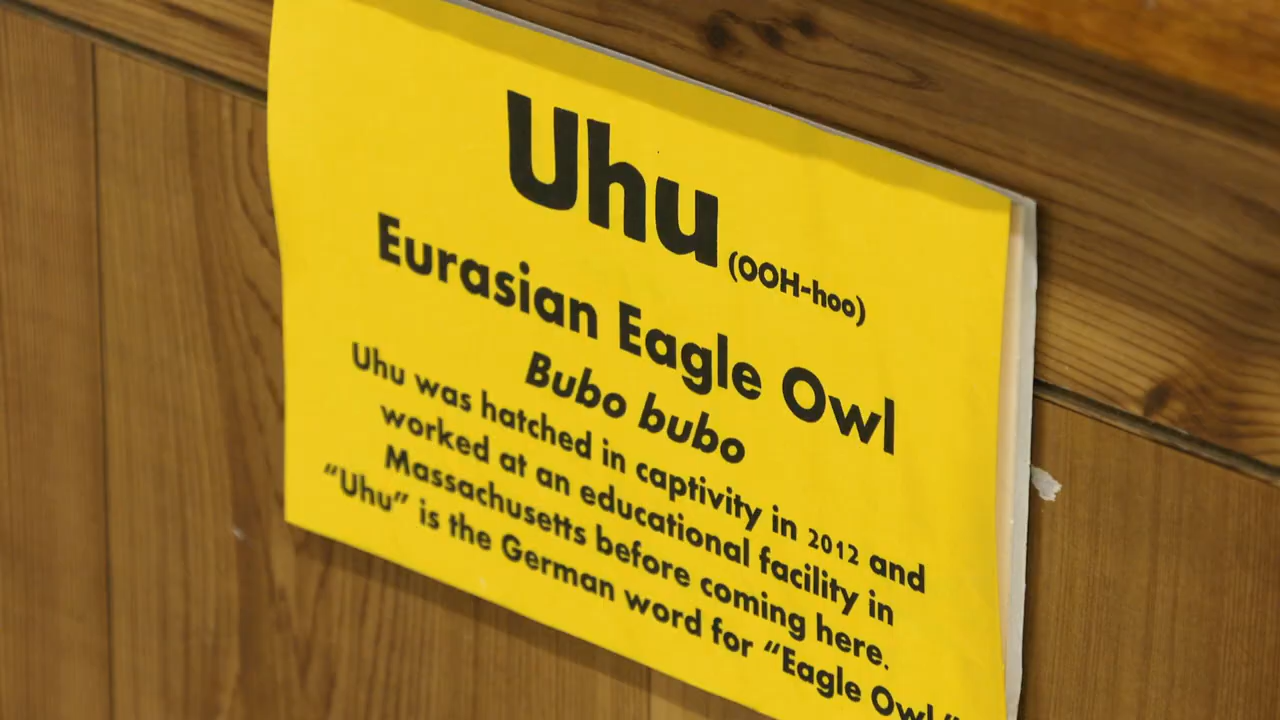 Uhu (OOH-hoo)
Eurasian Eagle Owl
Bubo bubo
Uhu was hatched in captivity in 2012 and
worked at an educational facility in
Massachusetts before coming here.
“Uhu” is the German word for “Eagle Owl”